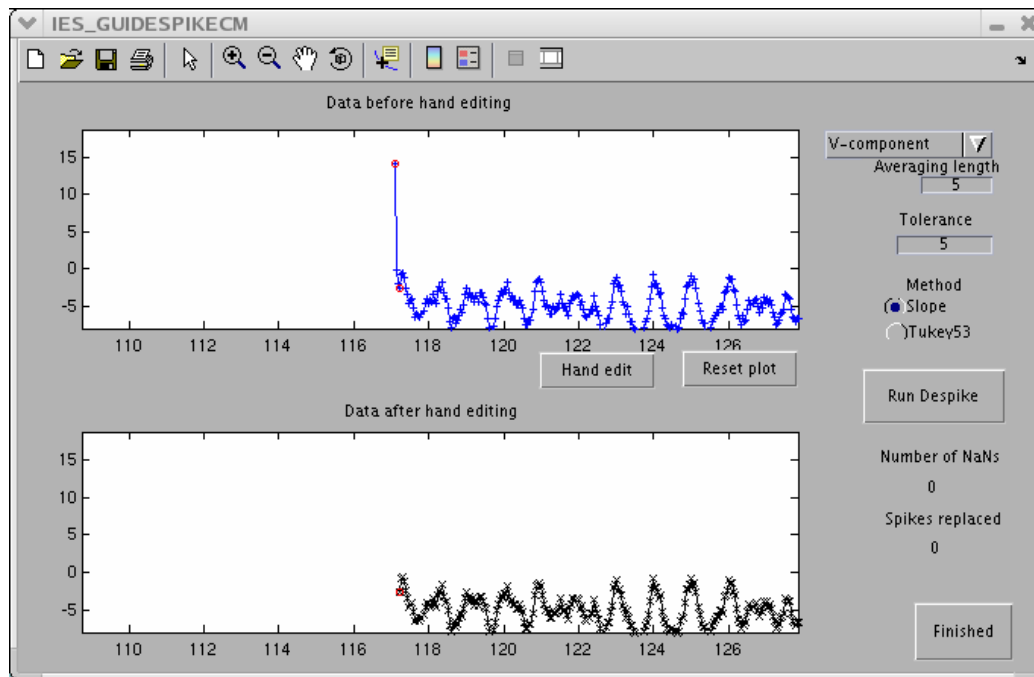 IES_GUIDESPIKECM
Data before hand editing
15
10
5
0
-5
110 112 114 116 118 120 122 124 126
Hand edit
Reset plot
Data after hand editing
15
10
5
0
-5
110 112 114 116 118 120 122 124 126
V-component
Averaging length
5
Tolerance
5
Method
Slope
Tukey53
Run Despike
Number of NaNs
0
Spikes replaced
0
Finished